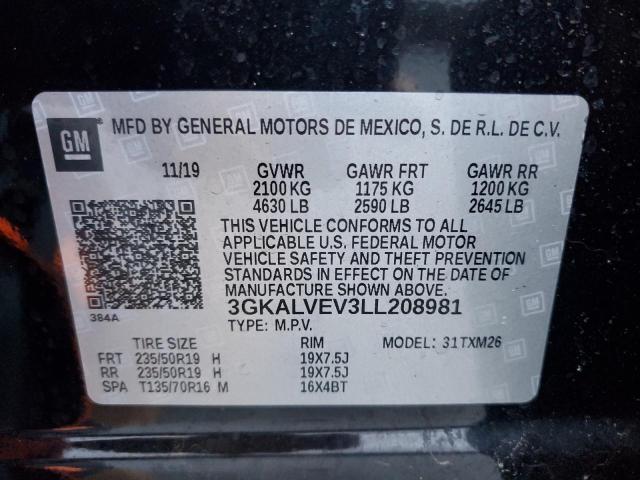 GM
MFD BY GENERAL MOTORS DE MEXICO, S. DE R.L. DE C.V.
11/19 GVWR GAWR FRT GAWR RR
2100 KG 1175 KG 1200 KG
4630 LB 2590 LB 2645 LB
THIS VEHICLE CONFORMS TO ALL
APPLICABLE U.S. FEDERAL MOTOR
VEHICLE SAFETY AND THEFT PREVENTION
STANDARDS IN EFFECT ON THE DATE OF
MANUFACTURE SHOWN ABOVE.
3GKALVEV3LL208981
384A TYPE: M.P.V.
TIRE SIZE RIM MODEL: 31TXM26
FRT 235/50R19 H 19X7.5J
RR 235/50R19 H 19X7.5J
SPA T135/70R16 M 16X4BT